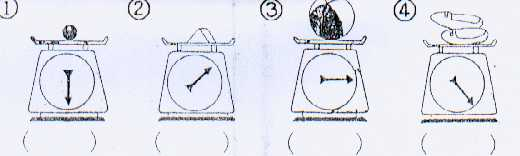 ① ② ③ ④
( ) ( ) ( ) ( )